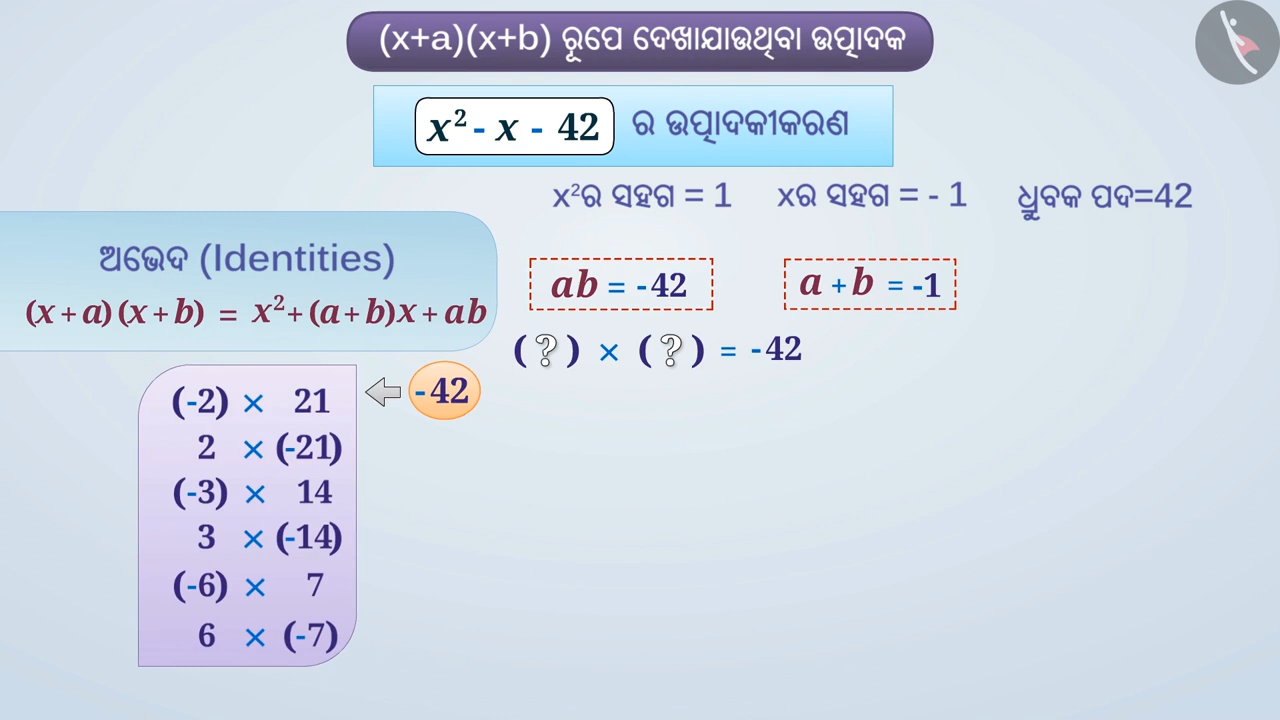 (x+a)(x+b) ରୂପେ ଦେଖାଯାଉଥିବା ଉତ୍ପାଦକ
x² - x - 42 ର ଉତ୍ପାଦକୀକରଣ
x²ର ସହଗ = 1 xର ସହଗ = - 1 ଧ୍ରୁବକ ପଦ=42
ଅଭେଦ (Identities)
(x+a)(x+b) = x²+(a+b)x+ab
ab = -42 a+b = -1
(?) × (?) = -42
-42
(-2) × 21
2 × (-21)
(-3) × 14
3 × (-14)
(-6) × 7
6 × (-7)